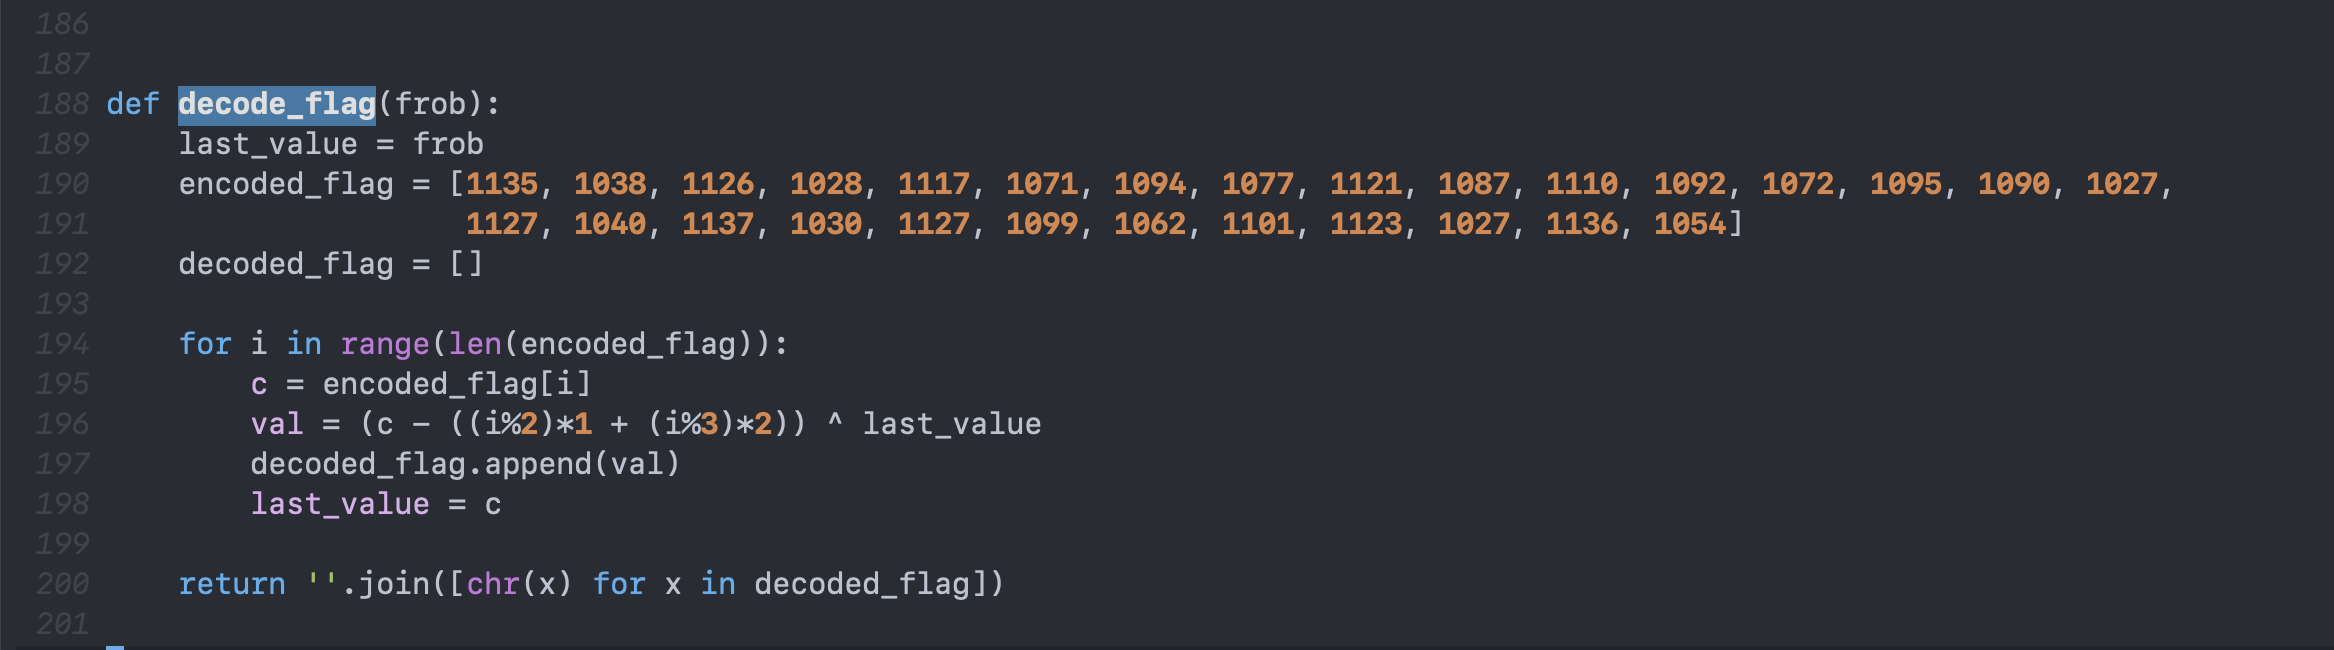 186
187
188 def decode_flag(frob):
189     last_value = frob
190     encoded_flag = [1135, 1038, 1126, 1028, 1117, 1071, 1094, 1077, 1121, 1087, 1110, 1092, 1072, 1095, 1090, 1027,
191                     1127, 1040, 1137, 1030, 1127, 1099, 1062, 1101, 1123, 1027, 1136, 1054]
192     decoded_flag = []
193
194     for i in range(len(encoded_flag)):
195         c = encoded_flag[i]
196         val = (c - ((i%2)*1 + (i%3)*2)) ^ last_value
197         decoded_flag.append(val)
198         last_value = c
199
200     return ''.join([chr(x) for x in decoded_flag])
201